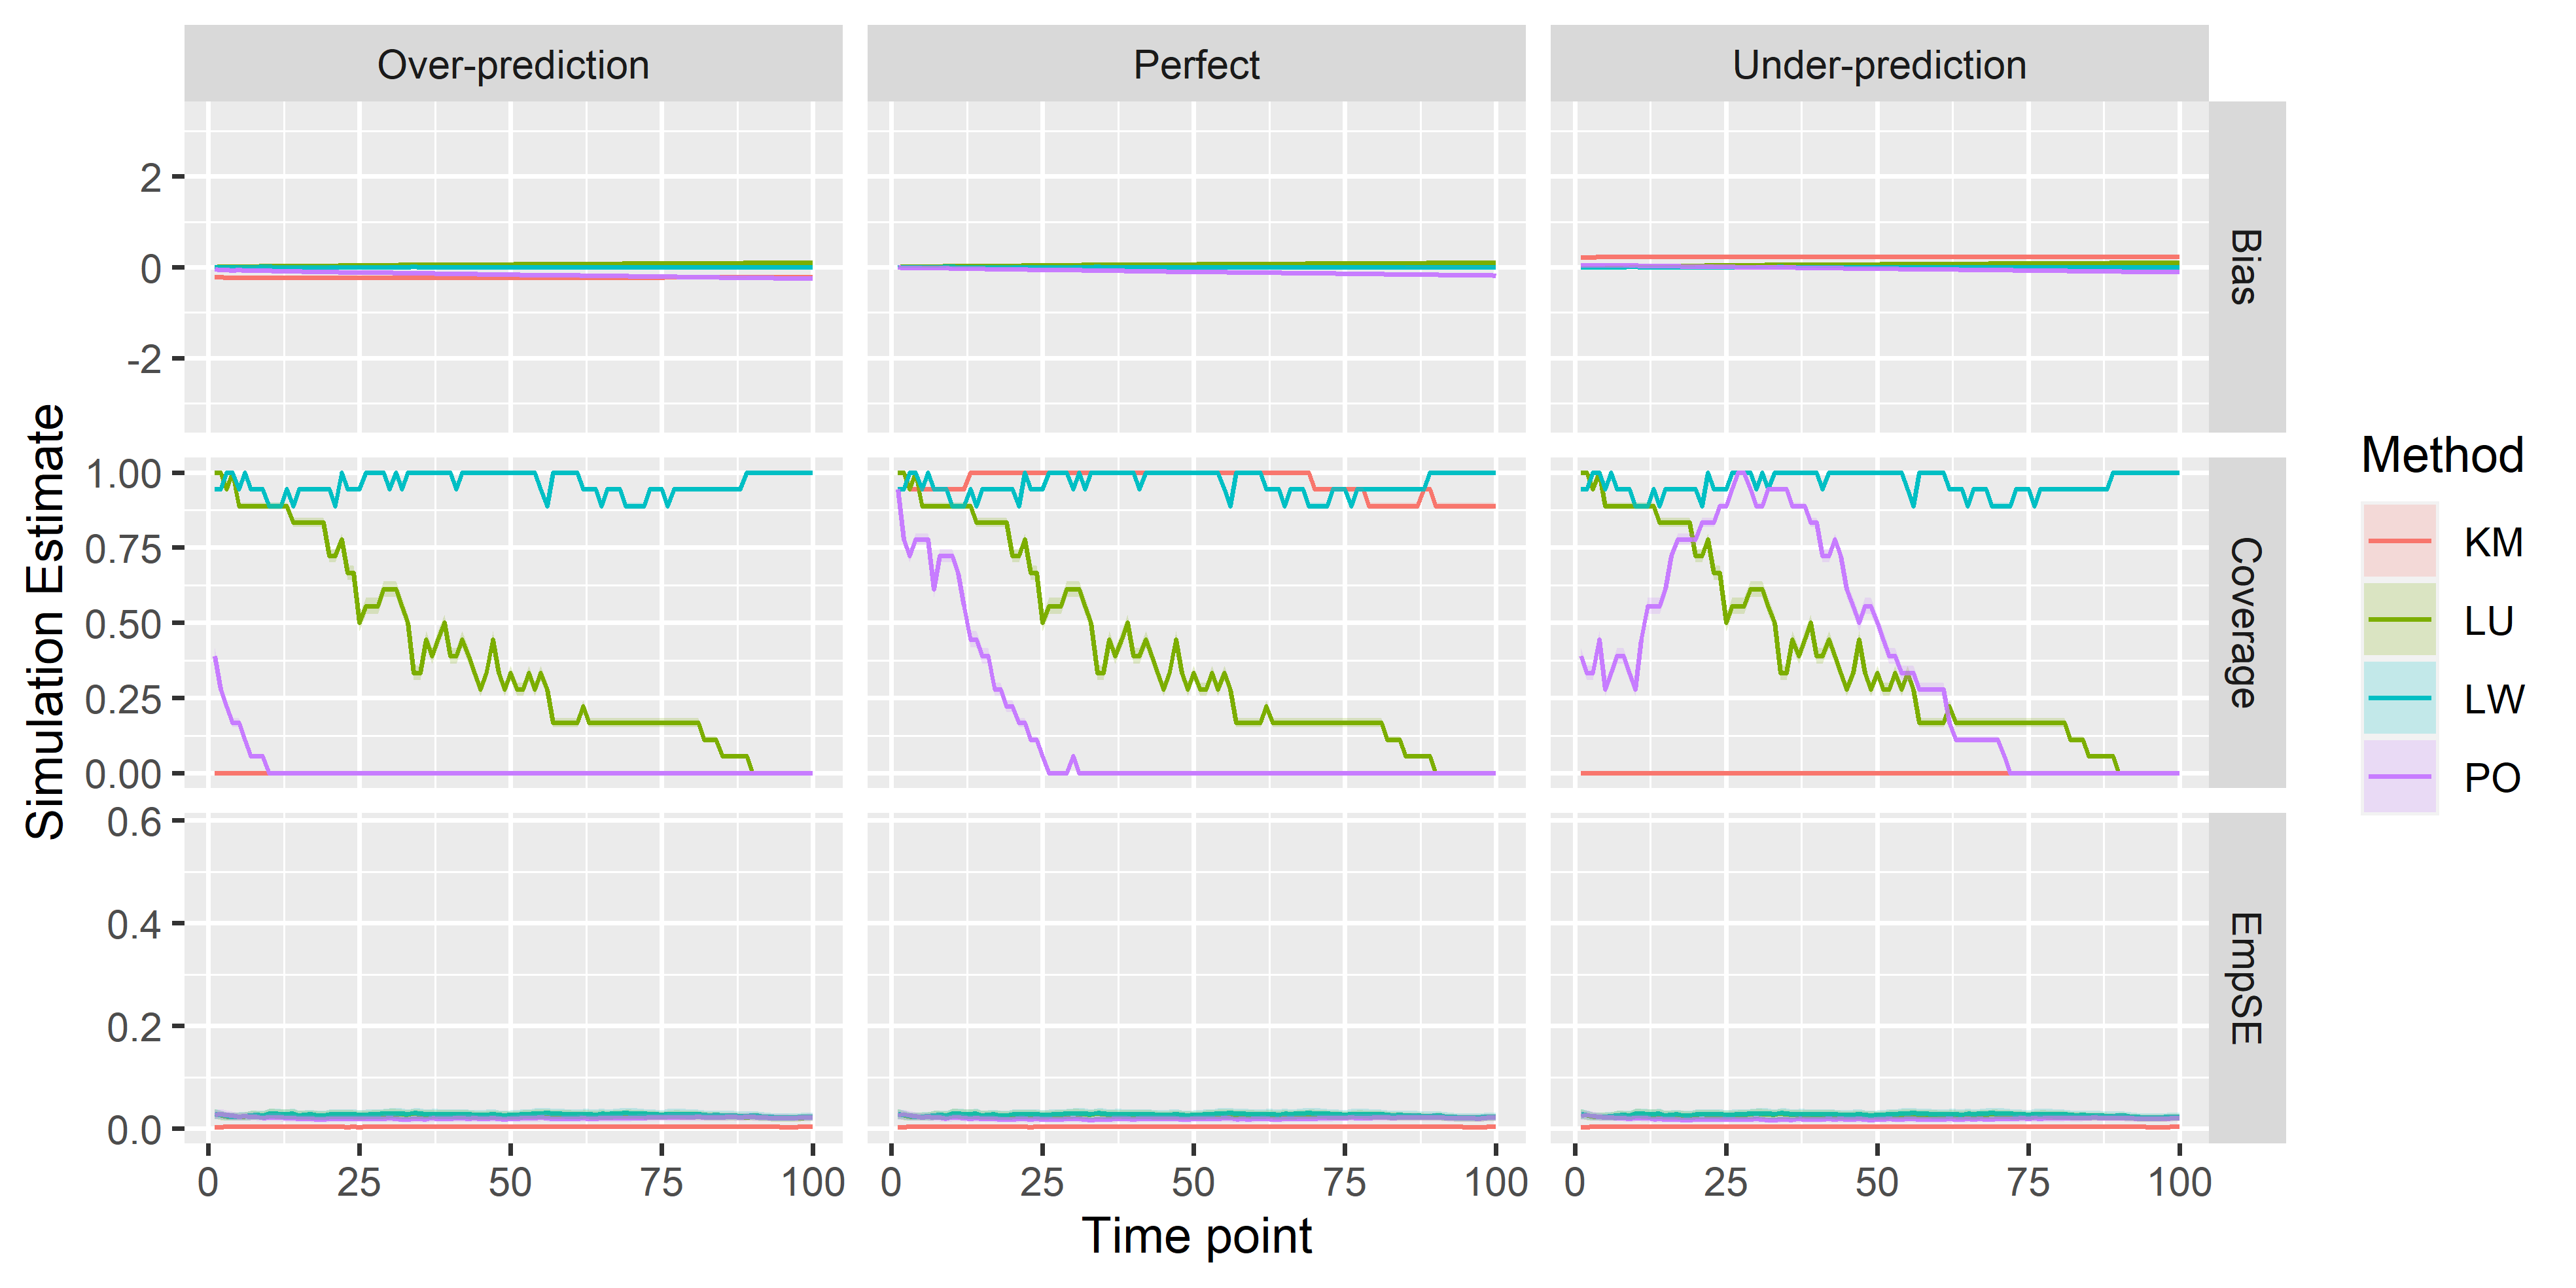 Over-prediction Perfect Under-prediction
2
0
-2
Bias
1.00
0.75
0.50
0.25
0.00
Coverage
0.6
0.4
0.2
0.0
EmpSE
0 25 50 75 100 0 25 50 75 100 0 25 50 75 100
Time point
Simulation Estimate
Method
KM
LU
LW
PO